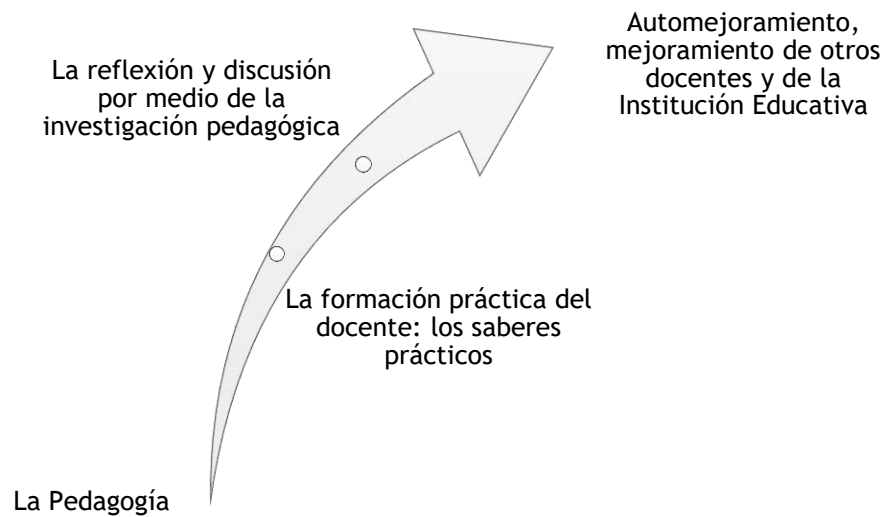 Automejoramiento,
mejoramiento de otros
docentes y de la
Institución Educativa
La reflexión y discusión
por medio de la
investigación pedagógica
La formación práctica del
docente: los saberes
prácticos
La Pedagogía